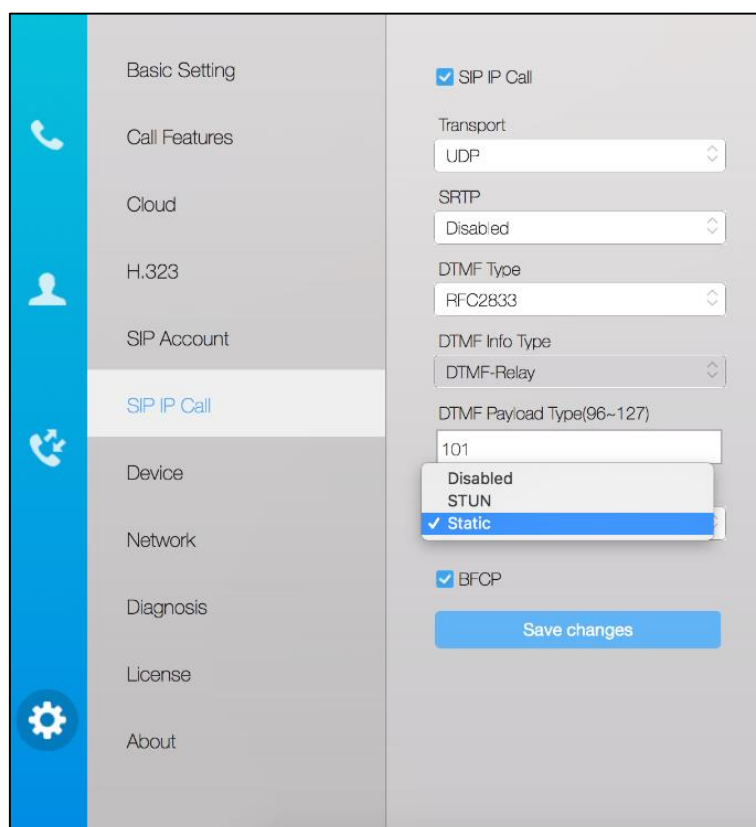 Basic Setting
Call Features
Cloud
H.323
SIP Account
SIP IP Call
Device
Network
Diagnosis
License
About
SIP IP Call
Transport
UDP
SRTP
Disabled
DTMF Type
RFC2833
DTMF Info Type
DTMF-Relay
DTMF Payload Type(96~127)
101
Disabled
STUN
✓ Static
BFCP
Save changes